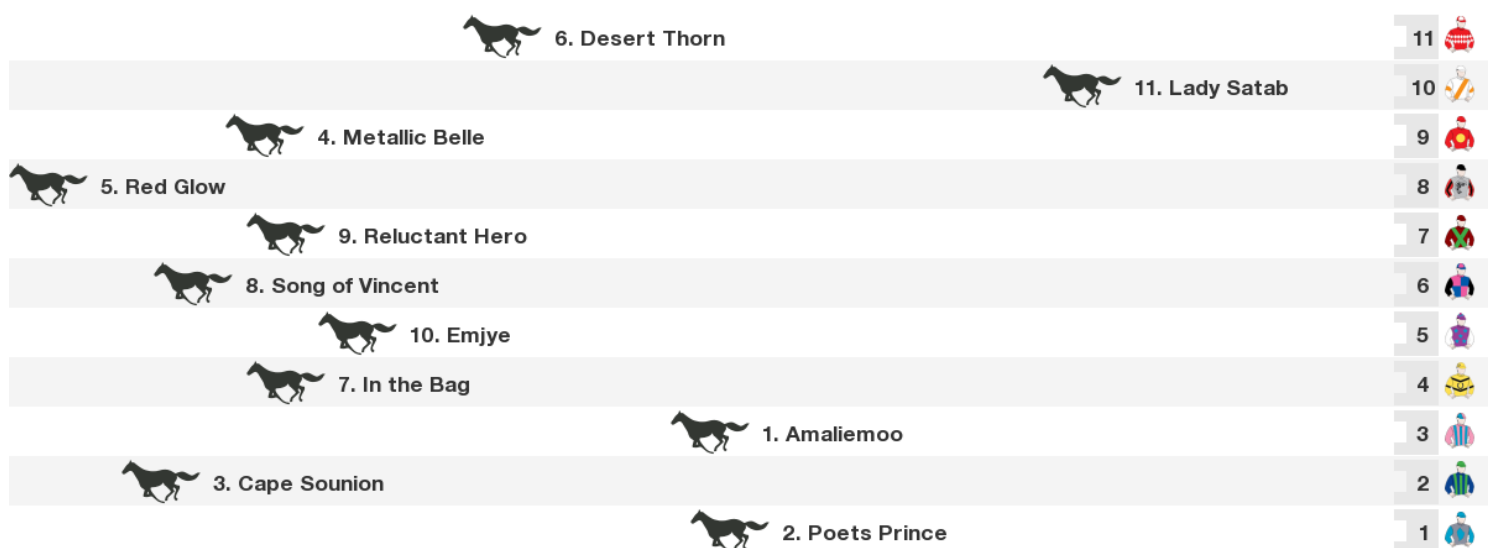 6. Desert Thorn 11
11. Lady Satab 10
4. Metallic Belle 9
5. Red Glow 8
9. Reluctant Hero 7
8. Song of Vincent 6
10. Emjye 5
7. In the Bag 4
1. Amaliemoo 3
3. Cape Sounion 2
2. Poets Prince 1